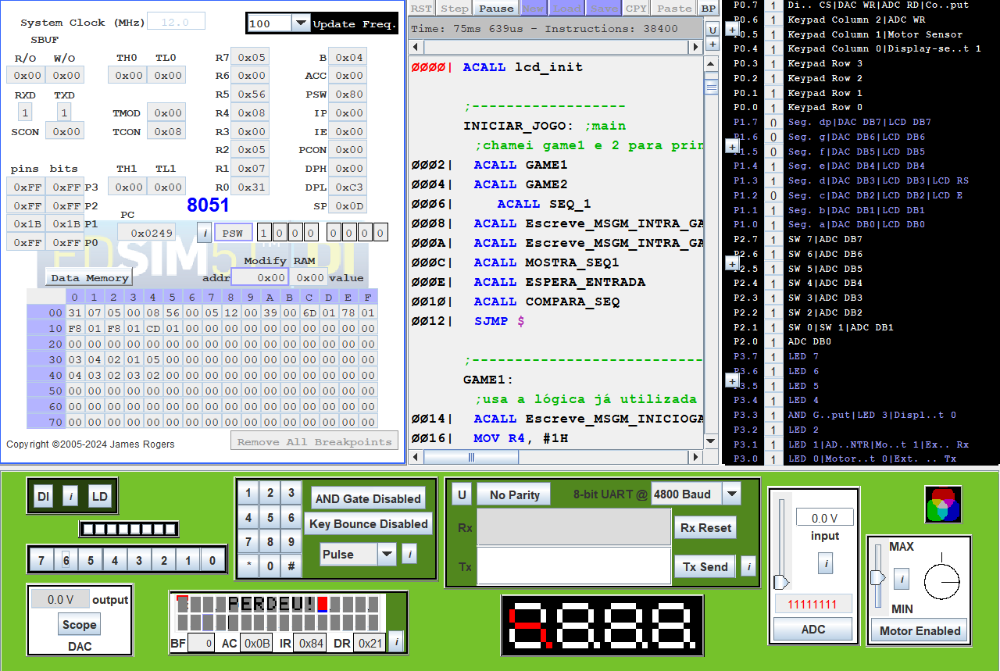 System Clock (MHz) 12.0 100 Update Freq.
SBUF
R/O W/O TH0 TL0 R7 0x05 B 0x04
0x00 0x00 0x00 0x00 R6 0x00 ACC 0x00
RXD TXD R5 0x56 PSW 0x80
1 1 TMOD 0x00 R4 0x08 IP 0x00
SCON 0x00 TCON 0x08 R3 0x00 IE 0x00
R2 0x05 PCON 0x00
pins bits TH1 TL1 R1 0x07 DPH 0x00
0xFF 0xFF P3 0x00 0x00 R0 0x31 DPL 0xC3
0xFF 0xFF P2 8051 SP 0x0D
0x1B 0x1B P1 PC
0xFF 0xFF P0 0x0249 i PSW 1 0 0 0 0 0 0 0
EDSIM51 DI
Modify RAM
Data Memory addr 0x00 0x00 value
0 1 2 3 4 5 6 7 8 9 A B C D E F
00 31 07 05 00 08 56 00 05 12 00 39 00 6D 01 78 01
10 F8 01 F8 01 CD 01 00 00 00 00 00 00 00 00 00 00
20 00 00 00 00 00 00 00 00 00 00 00 00 00 00 00 00
30 03 04 02 01 05 00 00 00 00 00 00 00 00 00 00 00
40 04 03 02 03 02 00 00 00 00 00 00 00 00 00 00 00
50 00 00 00 00 00 00 00 00 00 00 00 00 00 00 00 00
60 00 00 00 00 00 00 00 00 00 00 00 00 00 00 00 00
70 00 00 00 00 00 00 00 00 00 00 00 00 00 00 00 00
Copyright ©2005-2024 James Rogers Remove All Breakpoints
RST Step Pause New Load Save CPY Paste BP
Time: 75ms 639us - Instructions: 38400 U
+
0000| ACALL lcd_init
;------------------
INICIAR_JOGO: ;main
;chamei game1 e 2 para prin
0002| ACALL GAME1
0004| ACALL GAME2
0006| ACALL SEQ_1
0008| ACALL Escreve_MSGM_INTRA_GA
000A| ACALL Escreve_MSGM_INTRA_GA
000C| ACALL MOSTRA_SEQ1
000E| ACALL ESPERA_ENTRADA
0010| ACALL COMPARA_SEQ
0012| SJMP $
;----------------------------
GAME1:
;usa a lógica já utilizada
0014| ACALL Escreve_MSGM_INICIOGA
0016| MOV R4, #1H
P0.7 1 Di.. CS|DAC WR|ADC RD|Co..put
P0.6 1 Keypad Column 2|ADC WR
+ P0.5 1 Keypad Column 1|Motor Sensor
P0.4 1 Keypad Column 0|Display-se..t 1
P0.3 1 Keypad Row 3
P0.2 1 Keypad Row 2
P0.1 1 Keypad Row 1
P0.0 1 Keypad Row 0
P1.7 0 Seg. dp|DAC DB7|LCD DB7
P1.6 0 Seg. g|DAC DB6|LCD DB6
+ P1.5 0 Seg. f|DAC DB5|LCD DB5
P1.4 1 Seg. e|DAC DB4|LCD DB4
P1.3 1 Seg. d|DAC DB3|LCD DB3|LCD RS
P1.2 0 Seg. c|DAC DB2|LCD DB2|LCD E
P1.1 1 Seg. b|DAC DB1|LCD DB1
P1.0 1 Seg. a|DAC DB0|LCD DB0
P2.7 1 SW 7|ADC DB7
P2.6 1 SW 6|ADC DB6
+ P2.5 1 SW 5|ADC DB5
P2.4 1 SW 4|ADC DB4
P2.3 1 SW 3|ADC DB3
P2.2 1 SW 2|ADC DB2
P2.1 1 SW 0|SW 1|ADC DB1
P2.0 1 ADC DB0
P3.7 1 LED 7
P3.6 1 LED 6
+ P3.5 1 LED 5
P3.4 1 LED 4
P3.3 1 AND G..put|LED 3|Displ..t 0
P3.2 1 LED 2
P3.1 1 LED 1|AD..NTR|Mo..t 1|Ex.. Rx
P3.0 1 LED 0|Motor..t 0|Ext. .. Tx
DI i LD
7 6 5 4 3 2 1 0
0.0 V output
Scope
DAC
1 2 3
4 5 6
7 8 9
* 0 #
AND Gate Disabled
Key Bounce Disabled
Pulse i
PERDEU!
BF 0 AC 0x0B IR 0x84 DR 0x21 i
U No Parity 8-bit UART @ 4800 Baud
Rx Rx Reset
Tx Tx Send i
8.8.8.8.
0.0 V
input
i
11111111
ADC
MAX
i
MIN
Motor Enabled